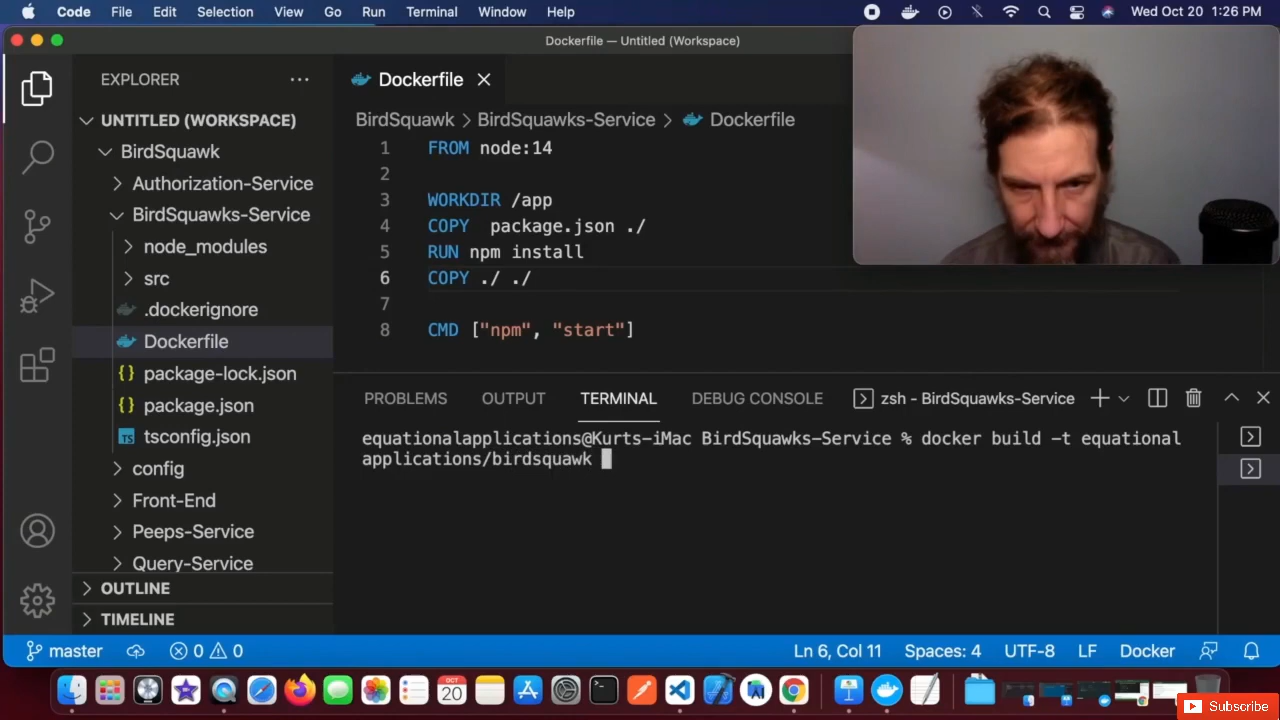 Code File Edit Selection View Go Run Terminal Window Help Wed Oct 20 1:26 PM
Dockerfile — Untitled (Workspace)
EXPLORER
UNTITLED (WORKSPACE)
BirdSquawk
Authorization-Service
BirdSquawks-Service
node_modules
src
.dockerignore
Dockerfile
package-lock.json
package.json
TS tsconfig.json
config
Front-End
Peeps-Service
Query-Service
OUTLINE
TIMELINE
Dockerfile
BirdSquawk > BirdSquawks-Service > Dockerfile
1 FROM node:14
2
3 WORKDIR /app
4 COPY  package.json ./
5 RUN npm install
6 COPY ./ ./
7
8 CMD ["npm", "start"]
PROBLEMS OUTPUT TERMINAL DEBUG CONSOLE zsh - BirdSquawks-Service
equationalapplications@Kurts-iMac BirdSquawks-Service % docker build -t equational
applications/birdsquawk
master 0 0 Ln 6, Col 11 Spaces: 4 UTF-8 LF Docker
OCT
20
Subscribe